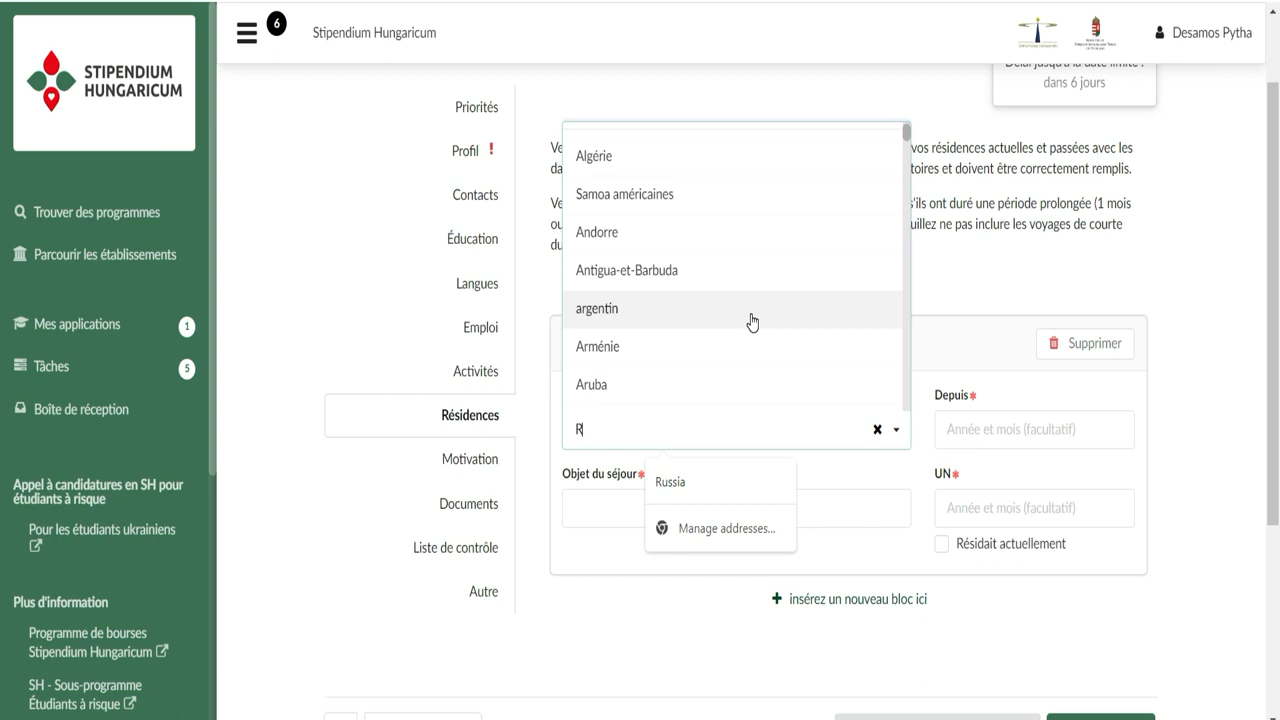 STIPENDIUM
HUNGARICUM
Trouver des programmes
Parcourir les établissements
Mes applications 1
Tâches 5
Boîte de réception
Appel à candidatures en SH pour
étudiants à risque
Pour les étudiants ukrainiens
Plus d'information
Programme de bourses
Stipendium Hungaricum
SH - Sous-programme
Étudiants à risque
6
Stipendium Hungaricum
Desamos Pytha
Délai jusqu'à la date limite :
dans 6 jours
Priorités
Profil !
Contacts
Éducation
Langues
Emploi
Activités
Résidences
Motivation
Documents
Liste de contrôle
Autre
vos résidences actuelles et passées avec les
toires et doivent être correctement remplis.
s'ils ont duré une période prolongée (1 mois
uillez ne pas inclure les voyages de courte
Algérie
Samoa américaines
Andorre
Antigua-et-Barbuda
argentin
Arménie
Aruba
R
Supprimer
Depuis*
Année et mois (facultatif)
Objet du séjour*
Russia
Manage addresses...
UN*
Année et mois (facultatif)
Résidait actuellement
+ insérez un nouveau bloc ici